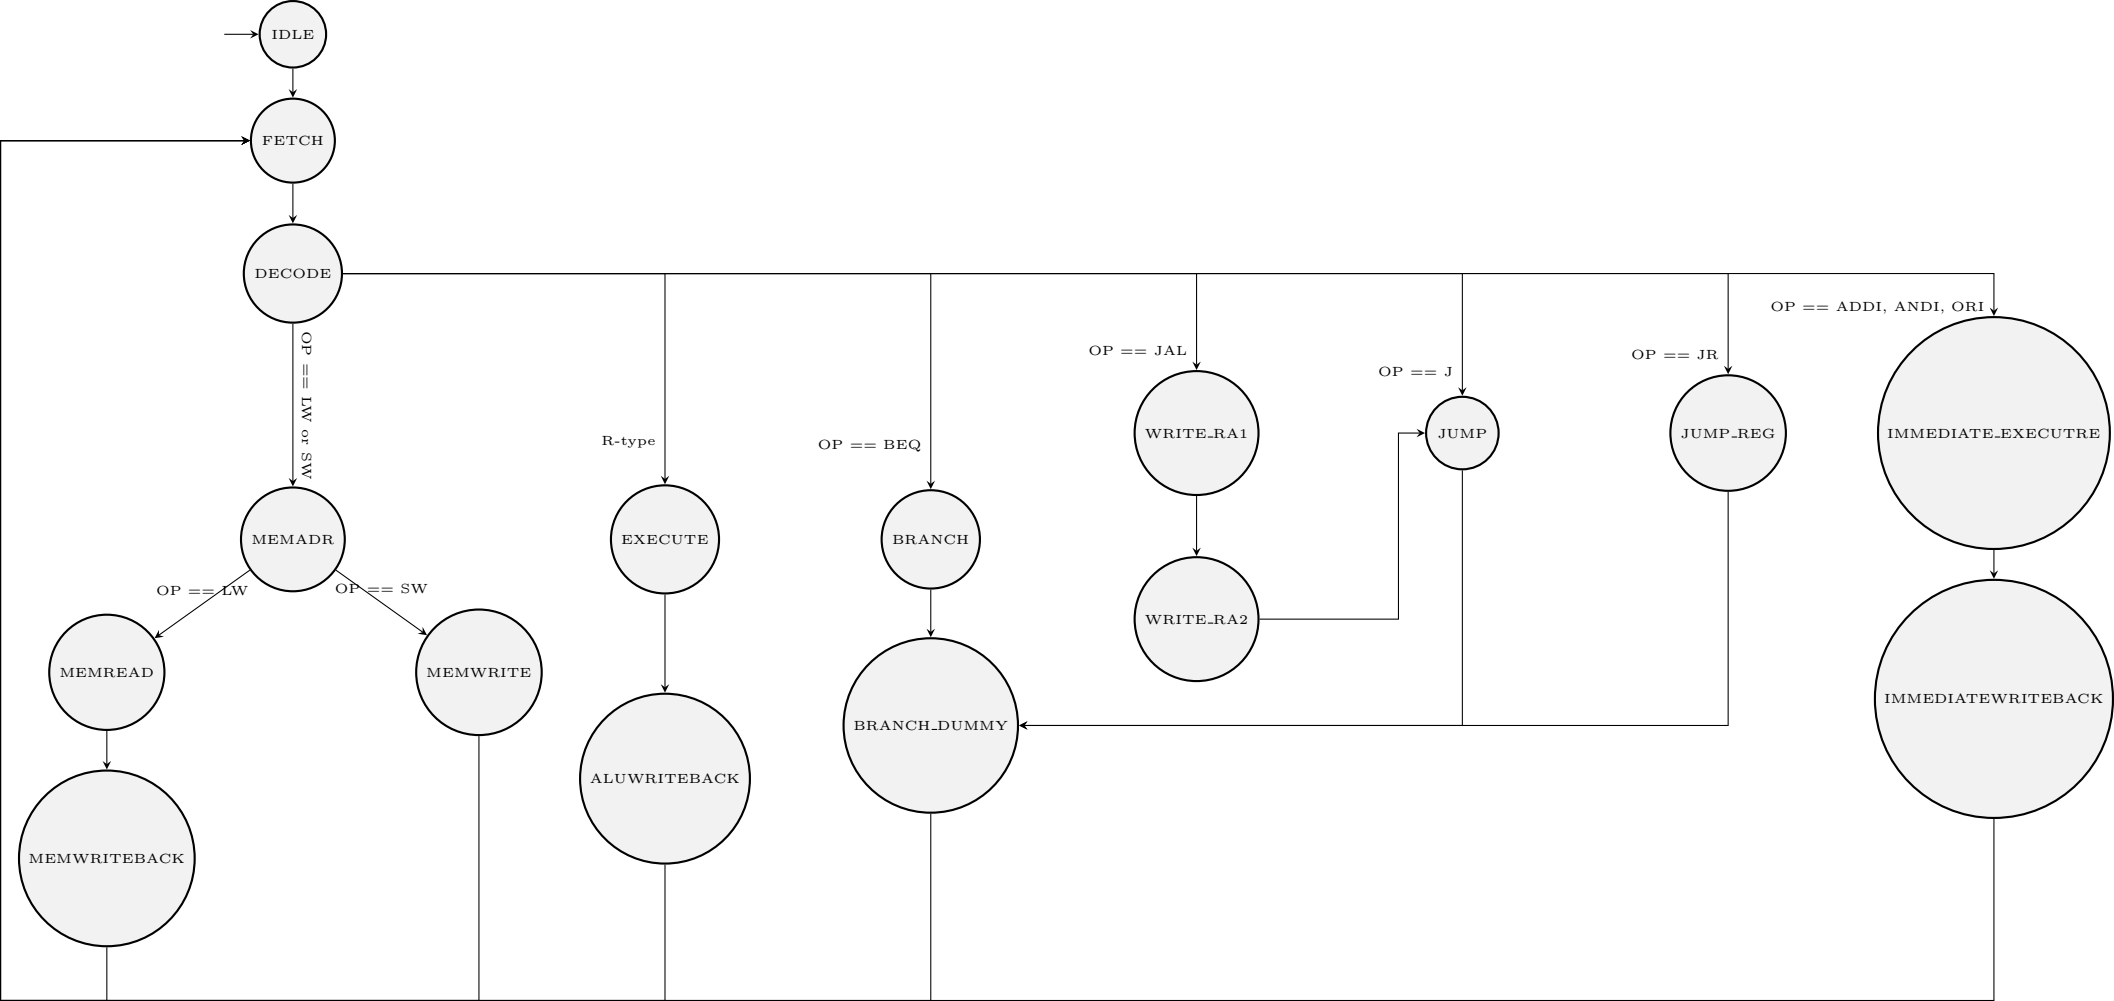 IDLE
FETCH
DECODE
OP == ADDI, ANDI, ORI
OP == JAL
OP == JR
OP == J
OP == LW or SW
R-type
OP == BEQ
WRITE_RA1
JUMP
JUMP_REG
IMMEDIATE_EXECUTRE
MEMADR
EXECUTE
BRANCH
OP == LW
OP == SW
WRITE_RA2
MEMREAD
MEMWRITE
IMMEDIATEWRITEBACK
BRANCH_DUMMY
ALUWRITEBACK
MEMWRITEBACK